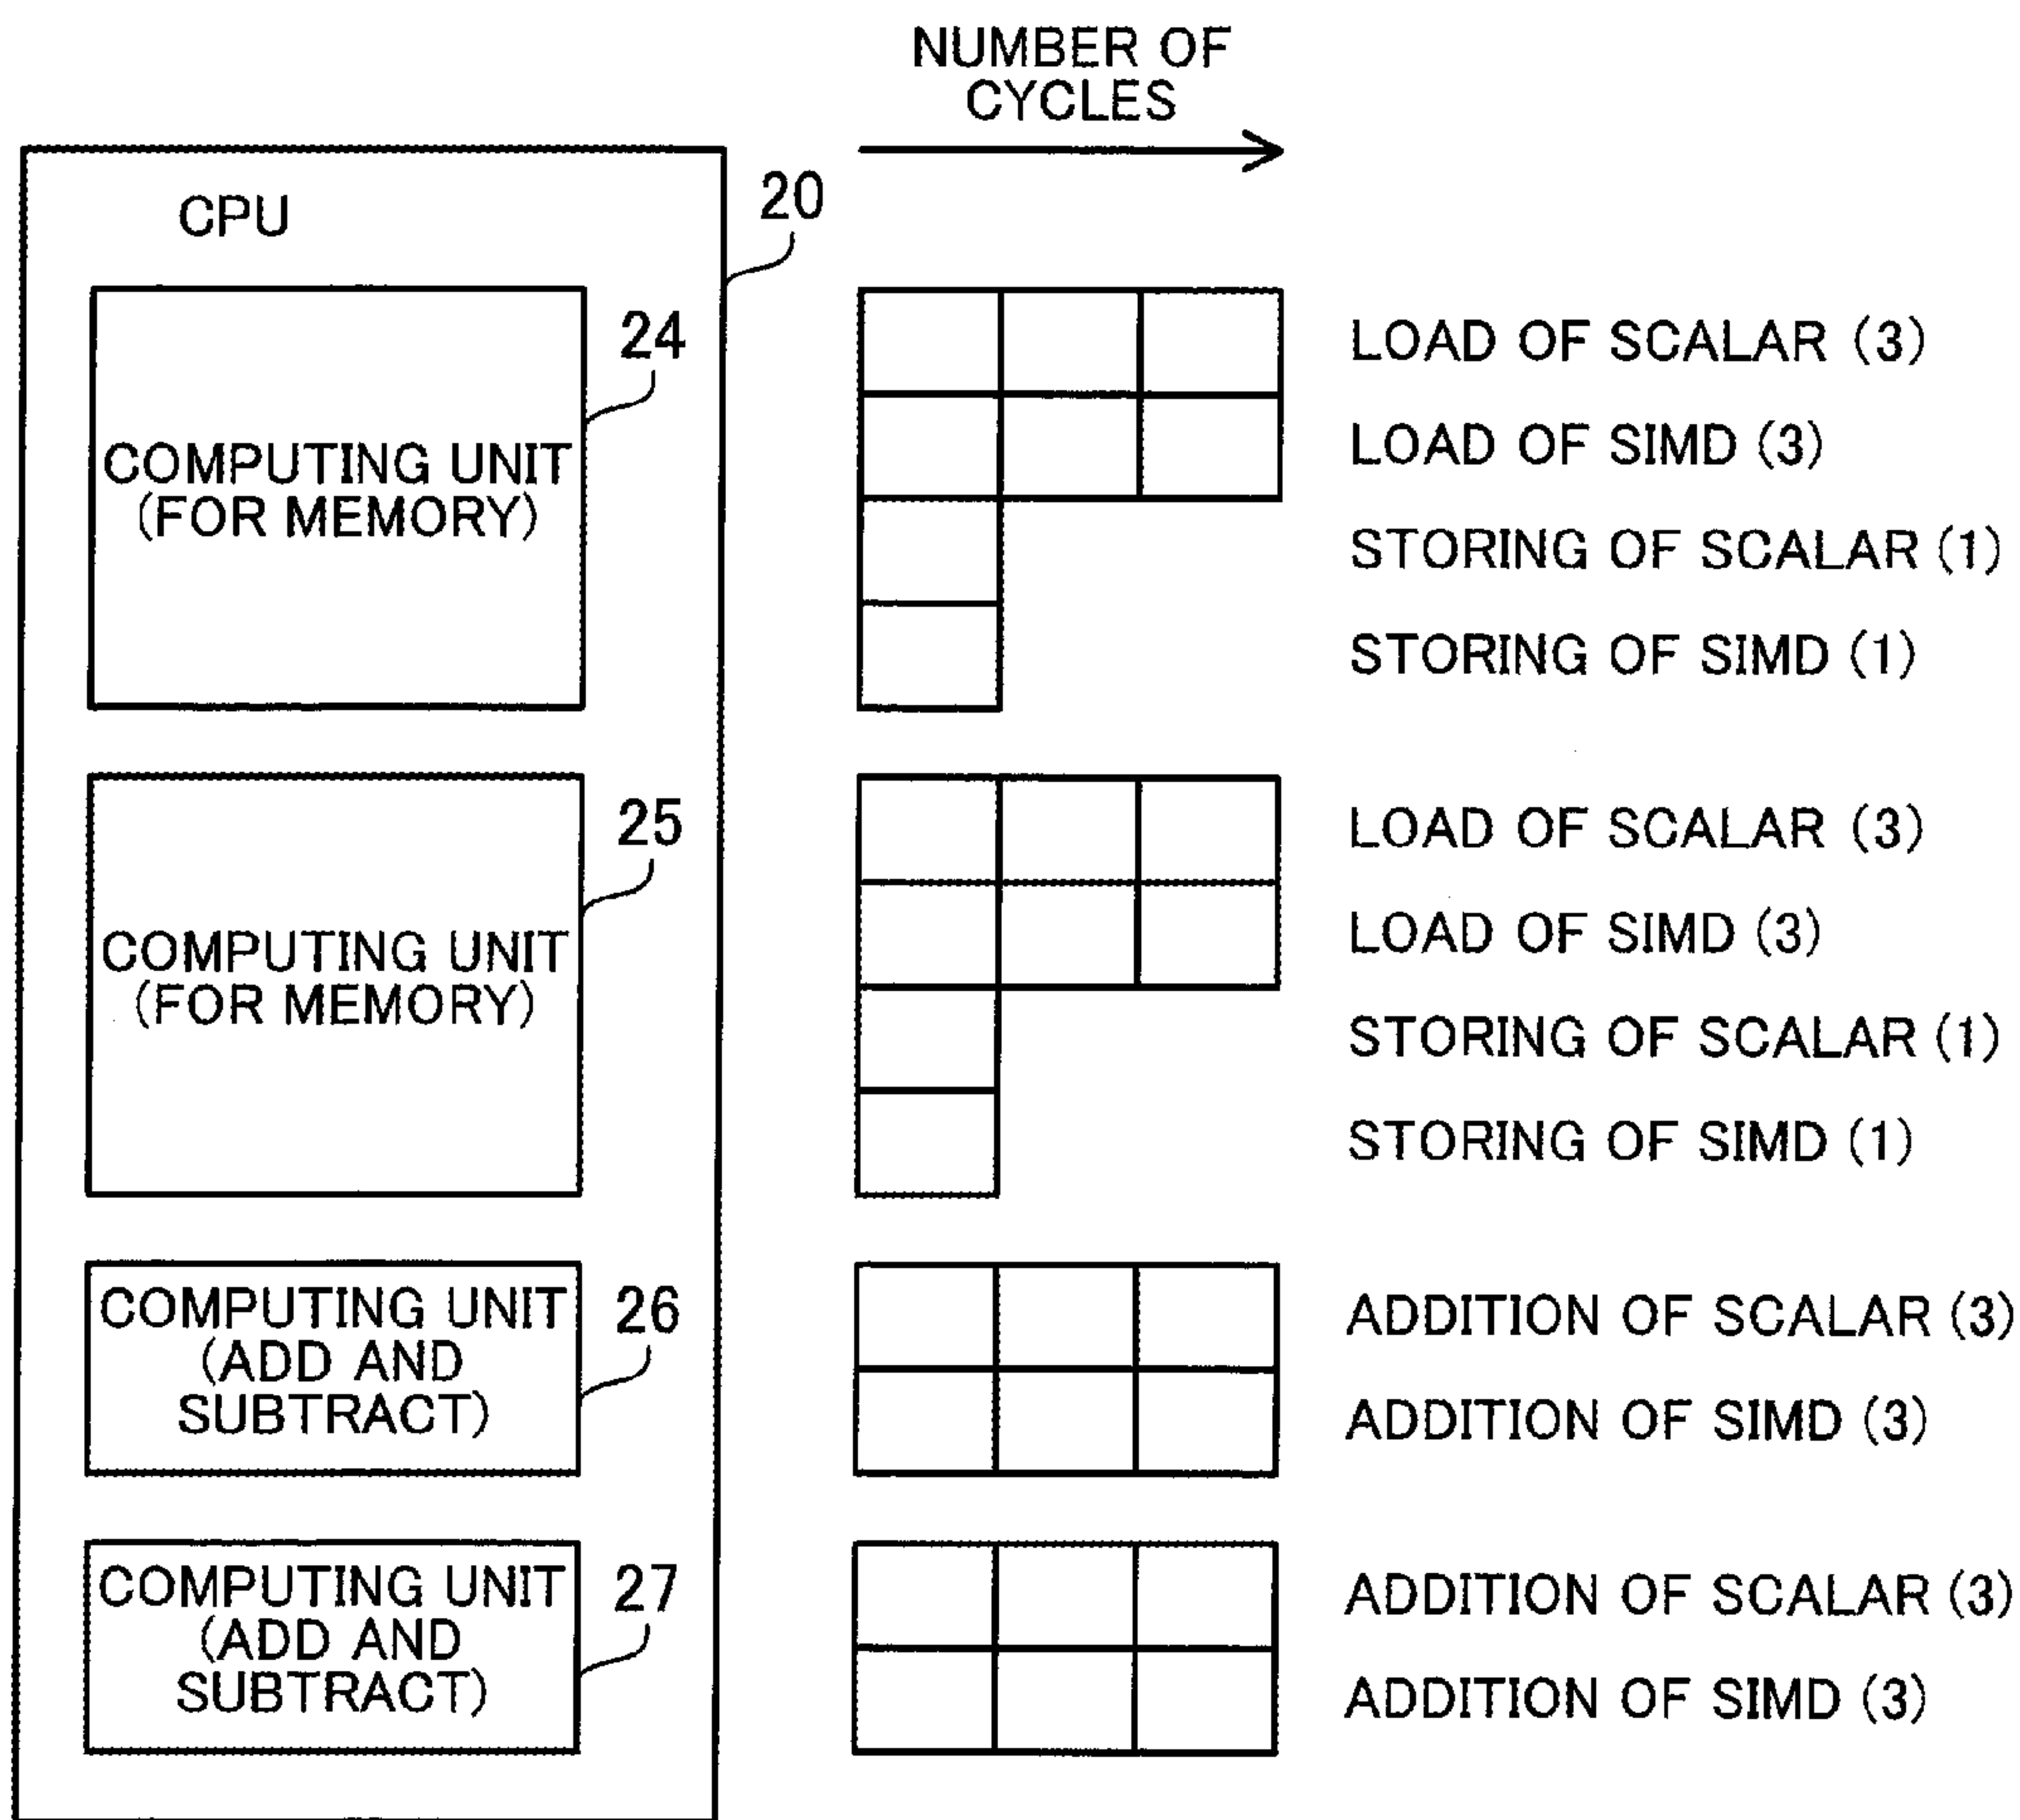 NUMBER OF
CYCLES
CPU
20
24
COMPUTING UNIT
(FOR MEMORY)
LOAD OF SCALAR (3)
LOAD OF SIMD (3)
STORING OF SCALAR (1)
STORING OF SIMD (1)
25
COMPUTING UNIT
(FOR MEMORY)
LOAD OF SCALAR (3)
LOAD OF SIMD (3)
STORING OF SCALAR (1)
STORING OF SIMD (1)
26
COMPUTING UNIT
(ADD AND
SUBTRACT)
ADDITION OF SCALAR (3)
ADDITION OF SIMD (3)
27
COMPUTING UNIT
(ADD AND
SUBTRACT)
ADDITION OF SCALAR (3)
ADDITION OF SIMD (3)